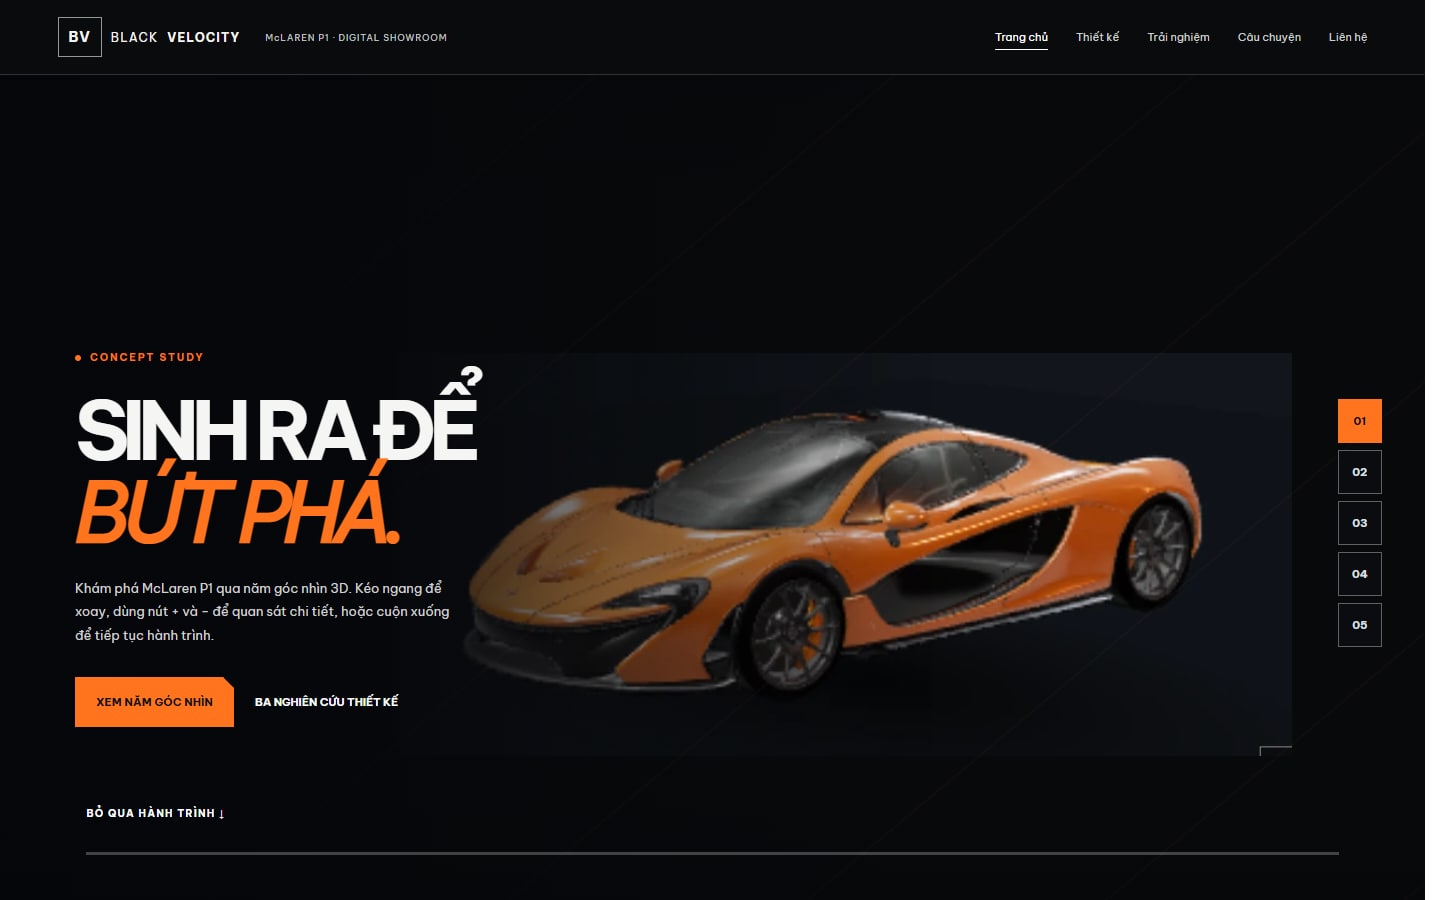 BV BLACK VELOCITY McLAREN P1 · DIGITAL SHOWROOM Trang chủ Thiết kế Trải nghiệm Câu chuyện Liên hệ
CONCEPT STUDY
SINH RA ĐỂ
BỨT PHÁ.
Khám phá McLaren P1 qua năm góc nhìn 3D. Kéo ngang để
xoay, dùng nút + và − để quan sát chi tiết, hoặc cuộn xuống
để tiếp tục hành trình.
XEM NĂM GÓC NHÌN BA NGHIÊN CỨU THIẾT KẾ
01
02
03
04
05
BỎ QUA HÀNH TRÌNH ↓